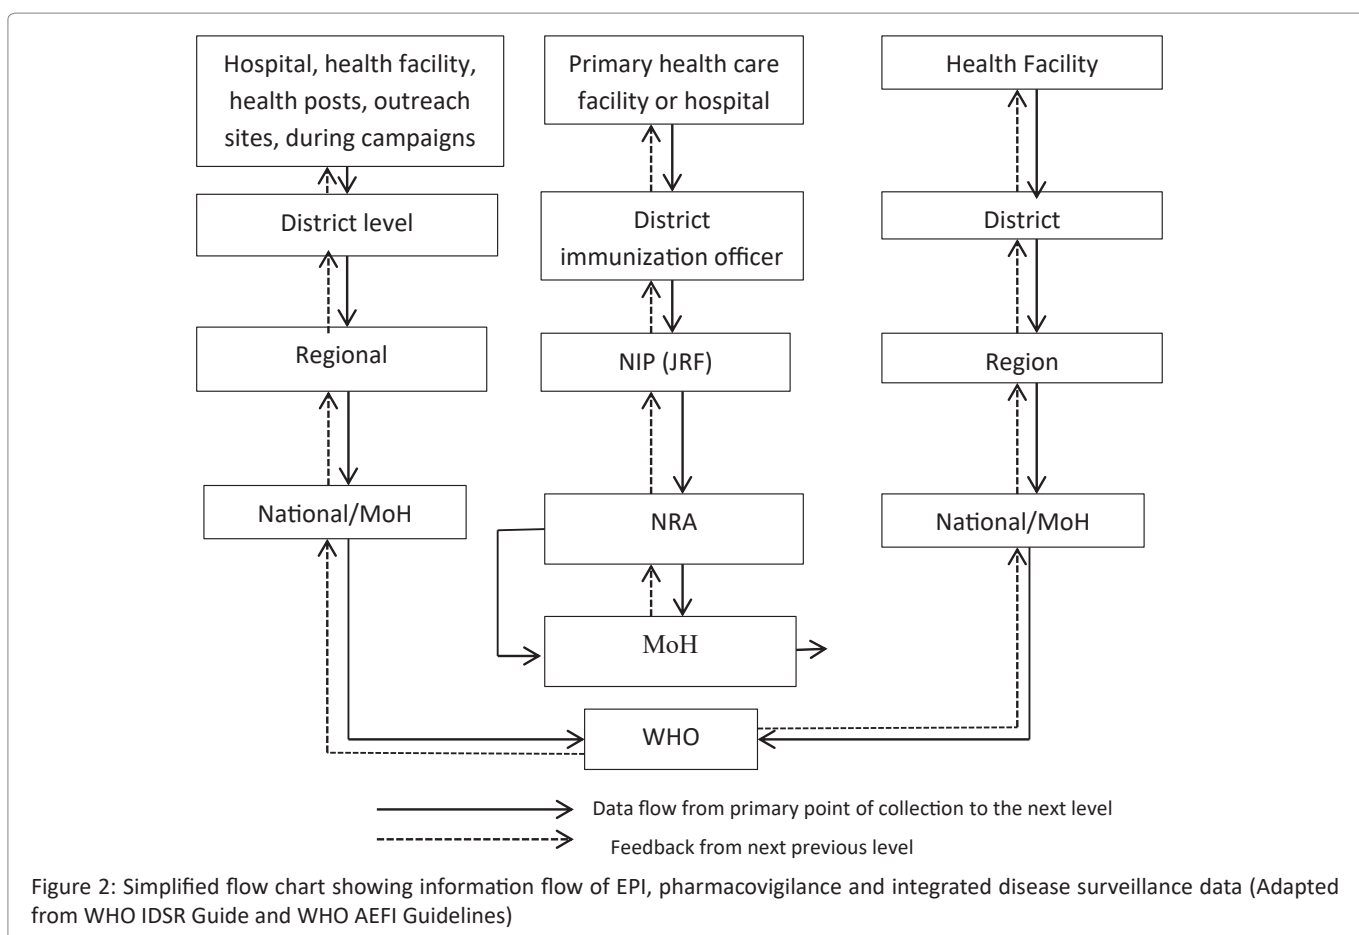 Hospital, health facility,
health posts, outreach
sites, during campaigns
District level
Regional
National/MoH
Primary health care
facility or hospital
District
immunization officer
NIP (JRF)
NRA
MoH
Health Facility
District
Region
National/MoH
WHO
Data flow from primary point of collection to the next level
Feedback from next previous level
Figure 2: Simplified flow chart showing information flow of EPI, pharmacovigilance and integrated disease surveillance data (Adapted
from WHO IDSR Guide and WHO AEFI Guidelines)